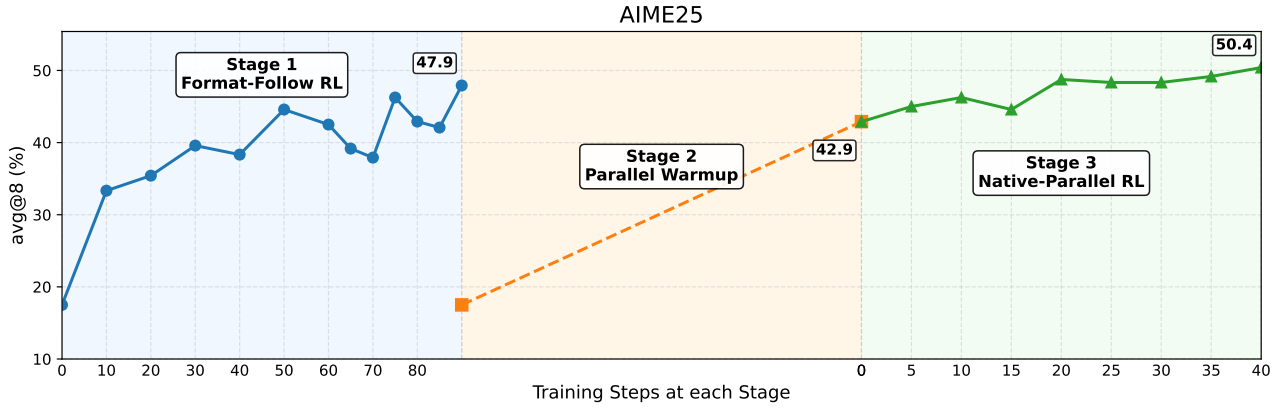 AIME25
avg@8 (%)
50
40
30
20
10
Stage 1
Format-Follow RL
47.9
Stage 2
Parallel Warmup
42.9
Stage 3
Native-Parallel RL
50.4
0 10 20 30 40 50 60 70 80 0 5 10 15 20 25 30 35 40
Training Steps at each Stage